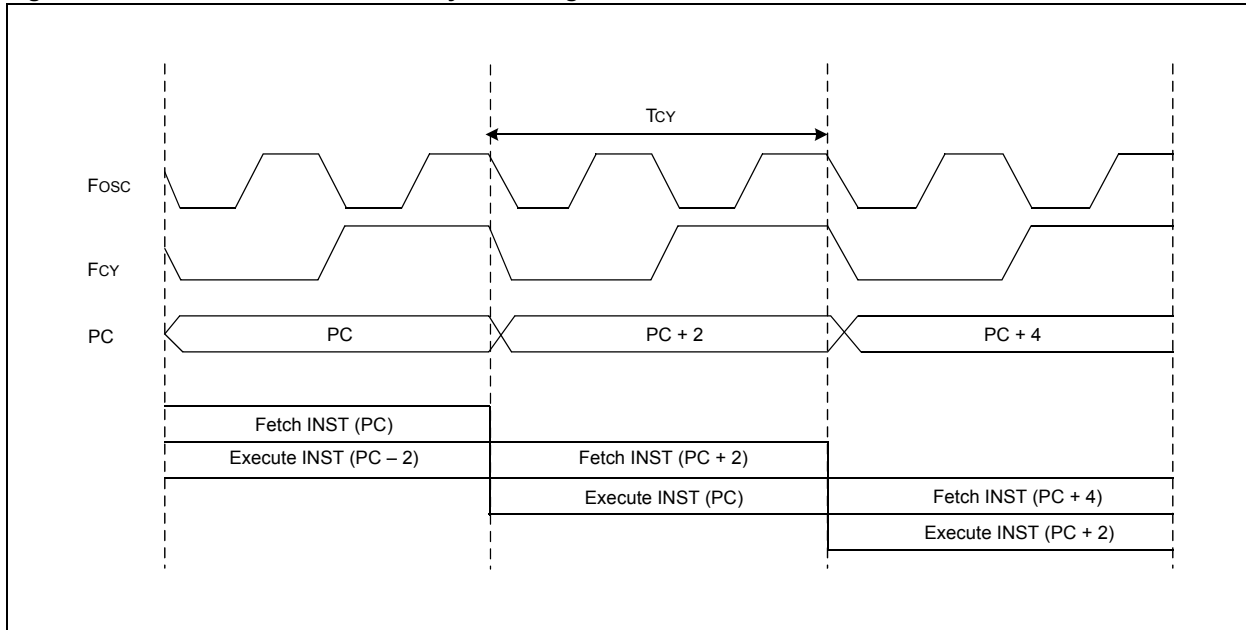 TCY
FOSC
FCY
PC PC PC + 2 PC + 4
Fetch INST (PC)
Execute INST (PC – 2) Fetch INST (PC + 2)
Execute INST (PC) Fetch INST (PC + 4)
Execute INST (PC + 2)